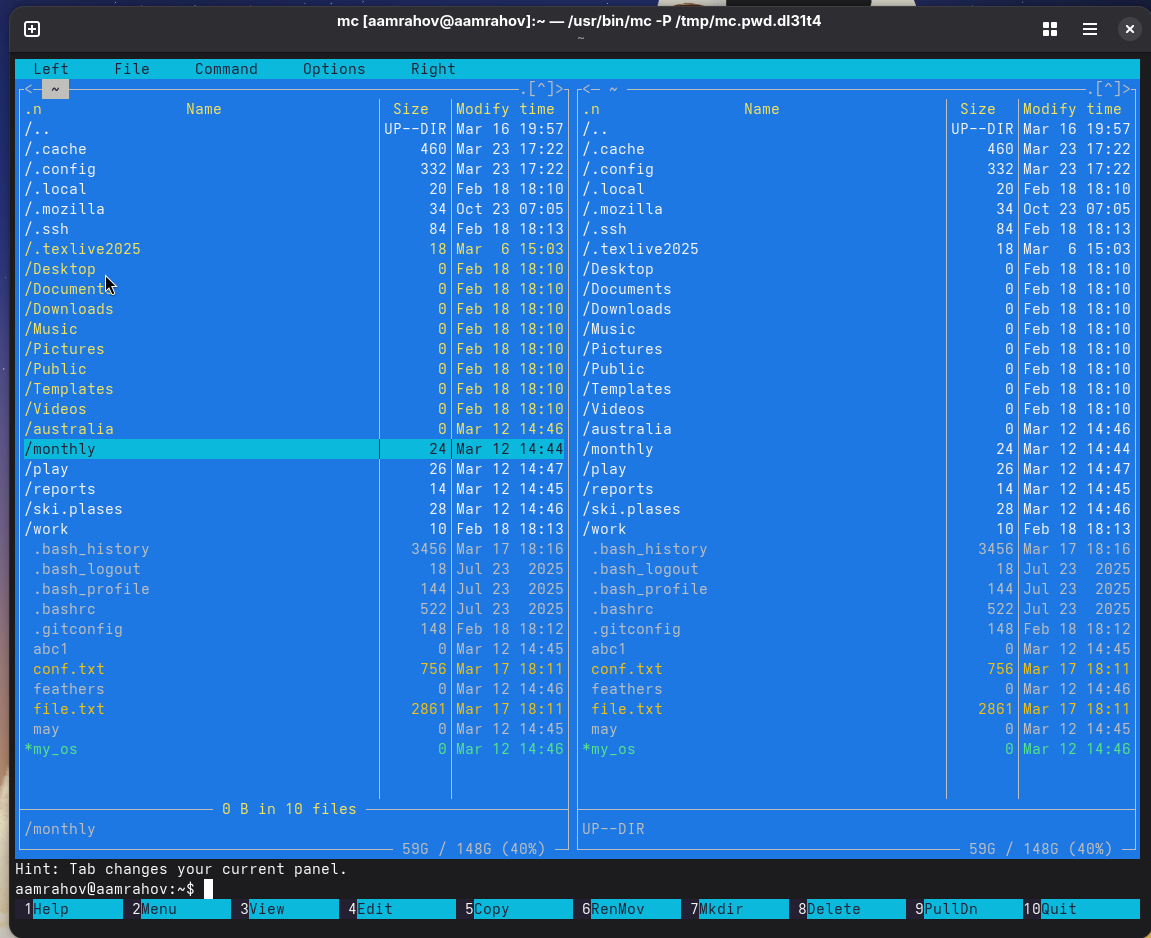 mc [aamrahov@aamrahov]:~ — /usr/bin/mc -P /tmp/mc.pwd.dl31t4
~
Left File Command Options Right
<— ~ .[^]> <— ~ .[^]>
.n Name Size Modify time .n Name Size Modify time
/.. UP--DIR Mar 16 19:57 /.. UP--DIR Mar 16 19:57
/.cache 460 Mar 23 17:22 /.cache 460 Mar 23 17:22
/.config 332 Mar 23 17:22 /.config 332 Mar 23 17:22
/.local 20 Feb 18 18:10 /.local 20 Feb 18 18:10
/.mozilla 34 Oct 23 07:05 /.mozilla 34 Oct 23 07:05
/.ssh 84 Feb 18 18:13 /.ssh 84 Feb 18 18:13
/.texlive2025 18 Mar 6 15:03 /.texlive2025 18 Mar 6 15:03
/Desktop 0 Feb 18 18:10 /Desktop 0 Feb 18 18:10
/Documents 0 Feb 18 18:10 /Documents 0 Feb 18 18:10
/Downloads 0 Feb 18 18:10 /Downloads 0 Feb 18 18:10
/Music 0 Feb 18 18:10 /Music 0 Feb 18 18:10
/Pictures 0 Feb 18 18:10 /Pictures 0 Feb 18 18:10
/Public 0 Feb 18 18:10 /Public 0 Feb 18 18:10
/Templates 0 Feb 18 18:10 /Templates 0 Feb 18 18:10
/Videos 0 Feb 18 18:10 /Videos 0 Feb 18 18:10
/australia 0 Mar 12 14:46 /australia 0 Mar 12 14:46
/monthly 24 Mar 12 14:44 /monthly 24 Mar 12 14:44
/play 26 Mar 12 14:47 /play 26 Mar 12 14:47
/reports 14 Mar 12 14:45 /reports 14 Mar 12 14:45
/ski.plases 28 Mar 12 14:46 /ski.plases 28 Mar 12 14:46
/work 10 Feb 18 18:13 /work 10 Feb 18 18:13
.bash_history 3456 Mar 17 18:16 .bash_history 3456 Mar 17 18:16
.bash_logout 18 Jul 23 2025 .bash_logout 18 Jul 23 2025
.bash_profile 144 Jul 23 2025 .bash_profile 144 Jul 23 2025
.bashrc 522 Jul 23 2025 .bashrc 522 Jul 23 2025
.gitconfig 148 Feb 18 18:12 .gitconfig 148 Feb 18 18:12
abc1 0 Mar 12 14:45 abc1 0 Mar 12 14:45
conf.txt 756 Mar 17 18:11 conf.txt 756 Mar 17 18:11
feathers 0 Mar 12 14:46 feathers 0 Mar 12 14:46
file.txt 2861 Mar 17 18:11 file.txt 2861 Mar 17 18:11
may 0 Mar 12 14:45 may 0 Mar 12 14:45
*my_os 0 Mar 12 14:46 *my_os 0 Mar 12 14:46
0 B in 10 files
/monthly UP--DIR
59G / 148G (40%) 59G / 148G (40%)
Hint: Tab changes your current panel.
aamrahov@aamrahov:~$
1Help 2Menu 3View 4Edit 5Copy 6RenMov 7Mkdir 8Delete 9PullDn 10Quit